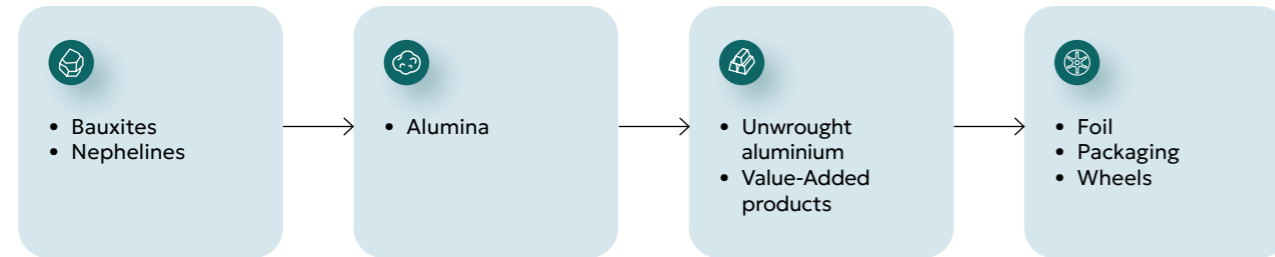 • Bauxites
• Nephelines
• Alumina
• Unwrought
aluminium
• Value-Added
products
• Foil
• Packaging
• Wheels